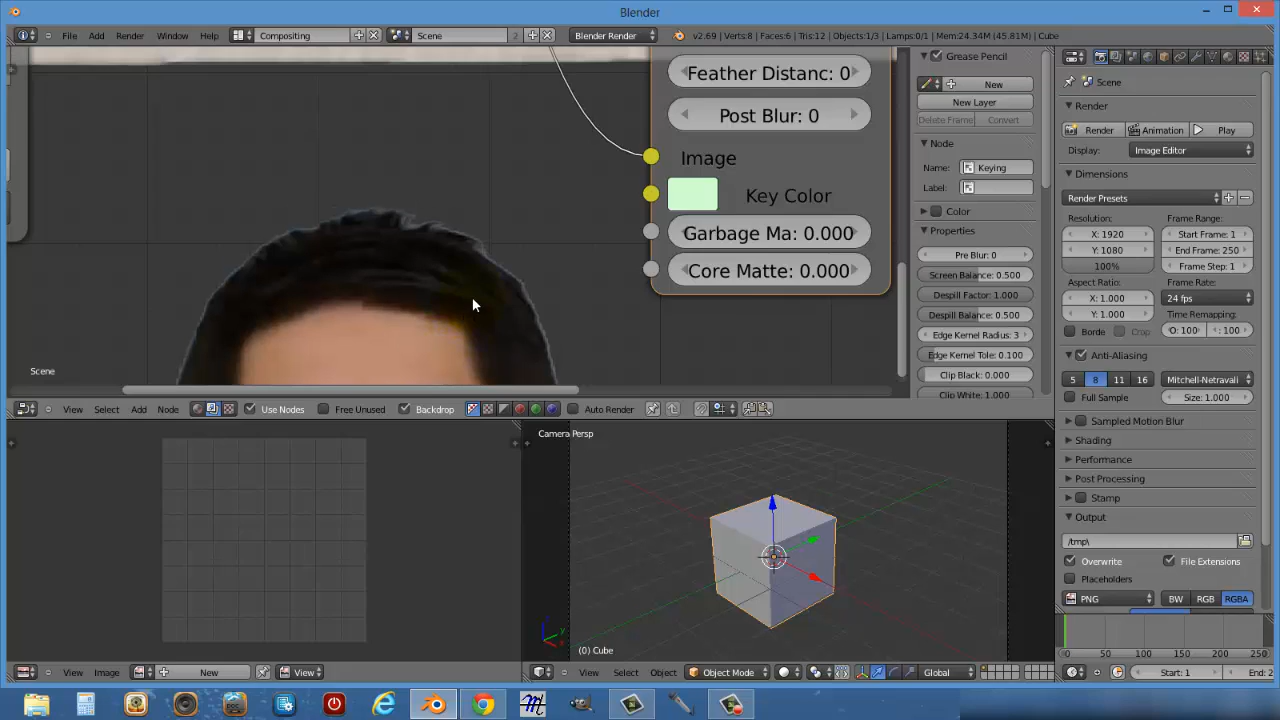 Blender
File Add Render Window Help Compositing Scene 2 Blender Render v2.69 | Verts:8 | Faces:6 | Tris:12 | Objects:1/3 | Lamps:0/1 | Mem:24.34M (45.81M) | Cube
Feather Distanc: 0
Post Blur: 0
Image
Key Color
Garbage Ma: 0.000
Core Matte: 0.000
Scene
Grease Pencil
New
New Layer
Delete Frame Convert
Node
Name: Keying
Label:
Color
Properties
Pre Blur: 0
Screen Balance: 0.500
Despill Factor: 1.000
Despill Balance: 0.500
Edge Kernel Radius: 3
Edge Kernel Tole: 0.100
Clip Black: 0.000
Clip White: 1.000
Scene
Render
Render Animation Play
Display: Image Editor
Dimensions
Render Presets
Resolution: Frame Range:
X: 1920 Start Frame: 1
Y: 1080 End Frame: 250
100% Frame Step: 1
Aspect Ratio: Frame Rate:
X: 1.000 24 fps
Y: 1.000 Time Remapping:
Borde Crop O: 100 : 100
Anti-Aliasing
5 8 11 16 Mitchell-Netravali
Full Sample Size: 1.000
Sampled Motion Blur
Shading
Performance
Post Processing
Stamp
Output
/tmp\
Overwrite File Extensions
Placeholders
PNG BW RGB RGBA
View Select Add Node Use Nodes Free Unused Backdrop Auto Render
Camera Persp
(0) Cube
View Image New View
View Select Object Object Mode Global
0 50 100 150 200 250
Start: 1 End: 2